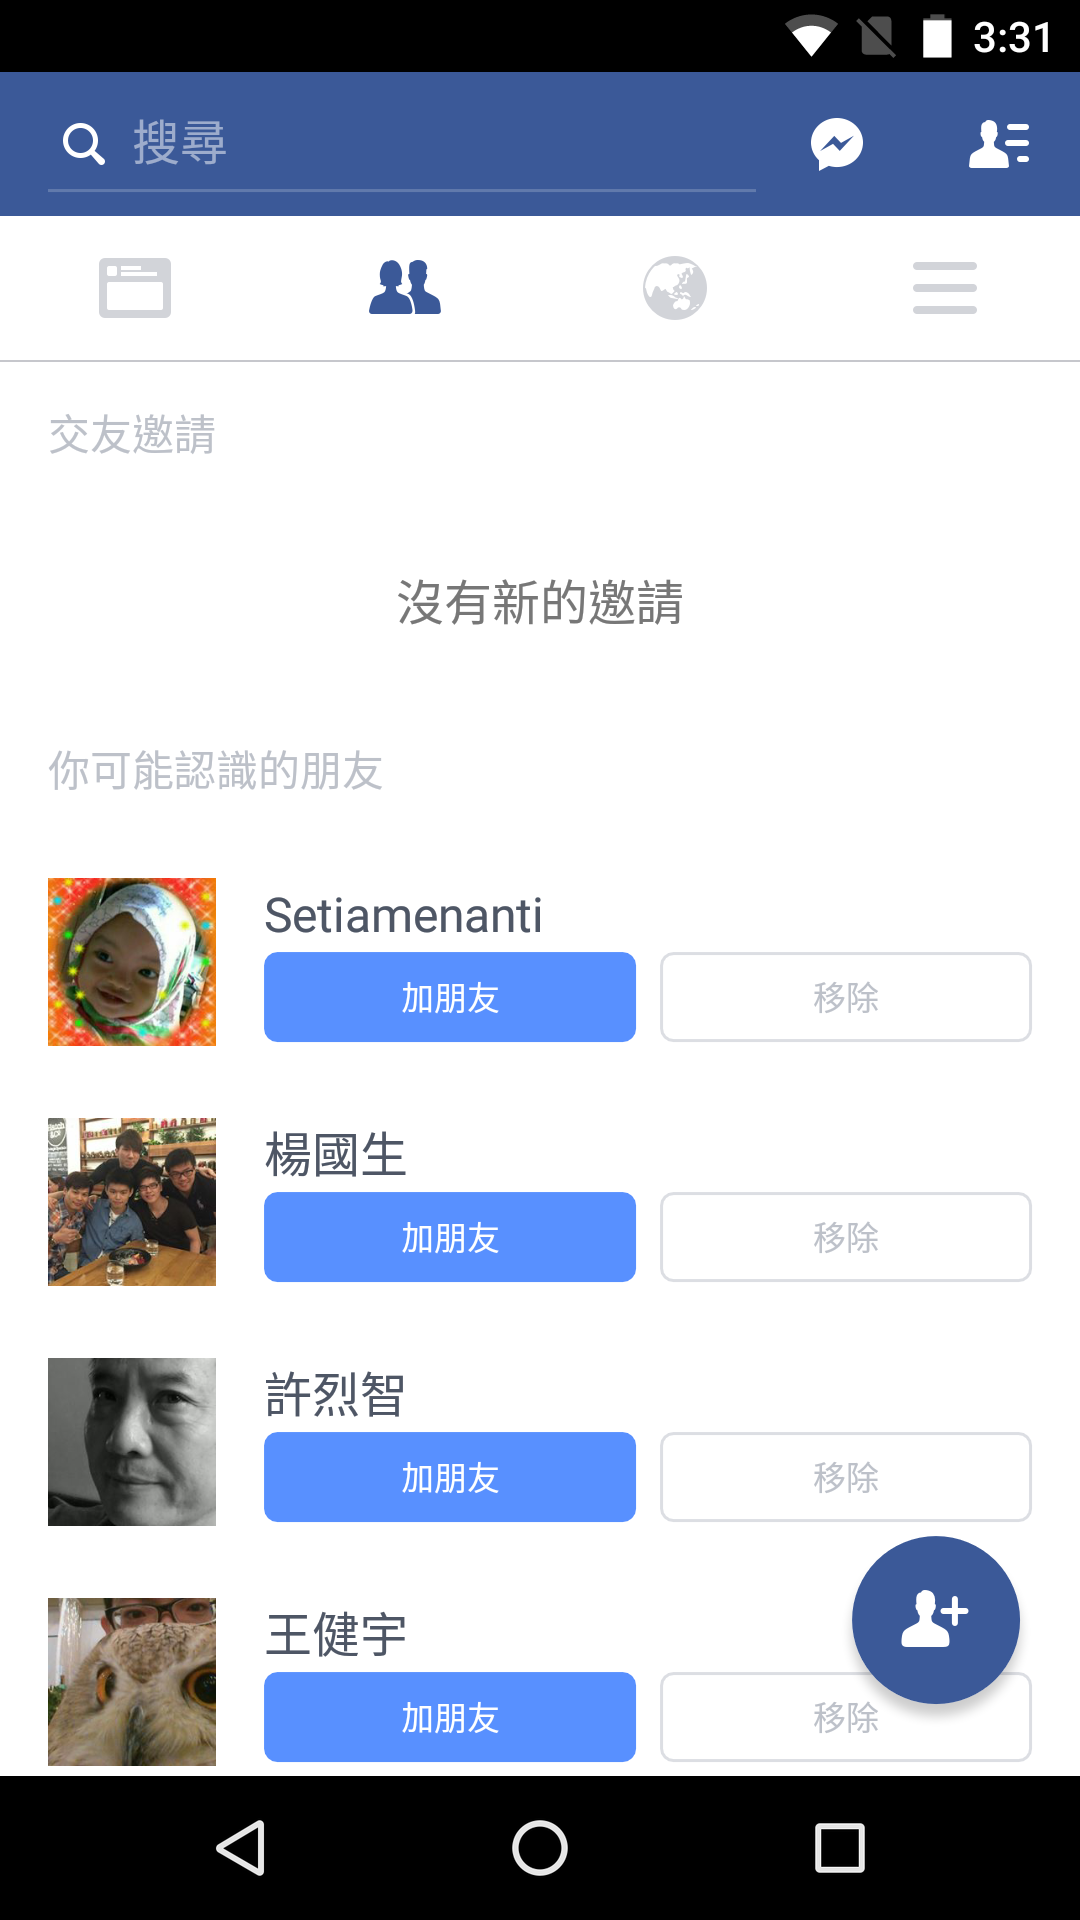 3:31
搜尋
交友邀請
沒有新的邀請
你可能認識的朋友
Setiamenanti
加朋友 移除
楊國生
加朋友 移除
許烈智
加朋友 移除
王健宇
加朋友 移除